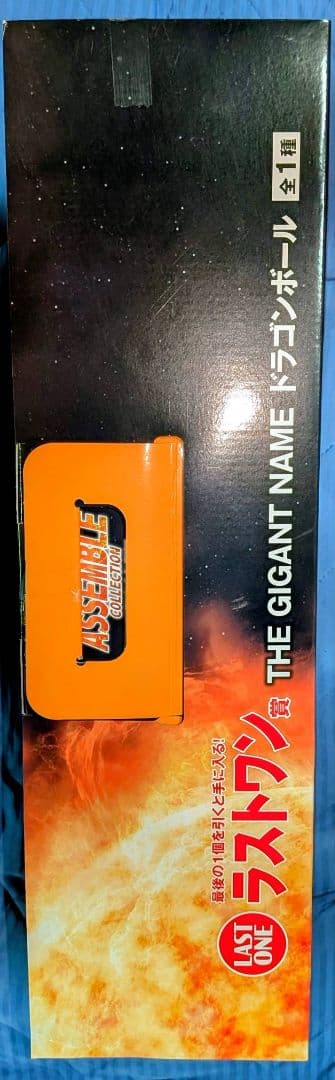 最後の1個を引くと手に入る!
LAST
ONE
ラストワン賞 THE GIGANT NAME ドラゴンボール 全1種
ASSEMBLE
COLLECTION